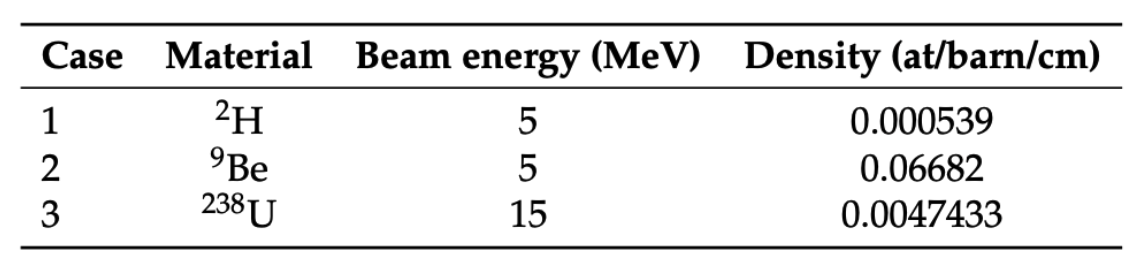 Case Material Beam energy (MeV) Density (at/barn/cm)
1 ²H 5 0.000539
2 ⁹Be 5 0.06682
3 ²³⁸U 15 0.0047433